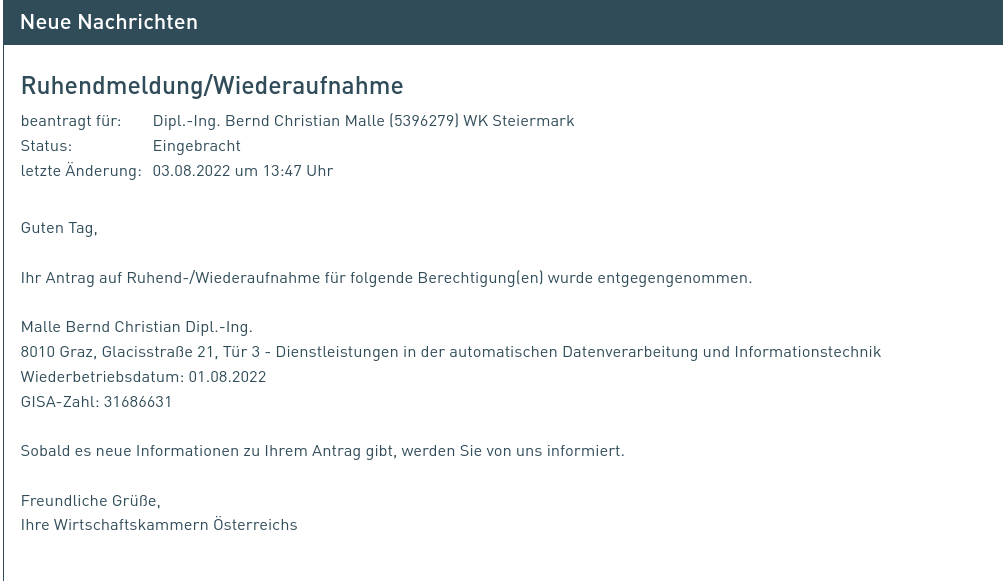 Neue Nachrichten
Ruhendmeldung/Wiederaufnahme
beantragt für: Dipl.-Ing. Bernd Christian Malle (5396279) WK Steiermark
Status: Eingebracht
letzte Änderung: 03.08.2022 um 13:47 Uhr
Guten Tag,
Ihr Antrag auf Ruhend-/Wiederaufnahme für folgende Berechtigung(en) wurde entgegengenommen.
Malle Bernd Christian Dipl.-Ing.
8010 Graz, Glacisstraße 21, Tür 3 - Dienstleistungen in der automatischen Datenverarbeitung und Informationstechnik
Wiederbetriebsdatum: 01.08.2022
GISA-Zahl: 31686631
Sobald es neue Informationen zu Ihrem Antrag gibt, werden Sie von uns informiert.
Freundliche Grüße,
Ihre Wirtschaftskammern Österreichs